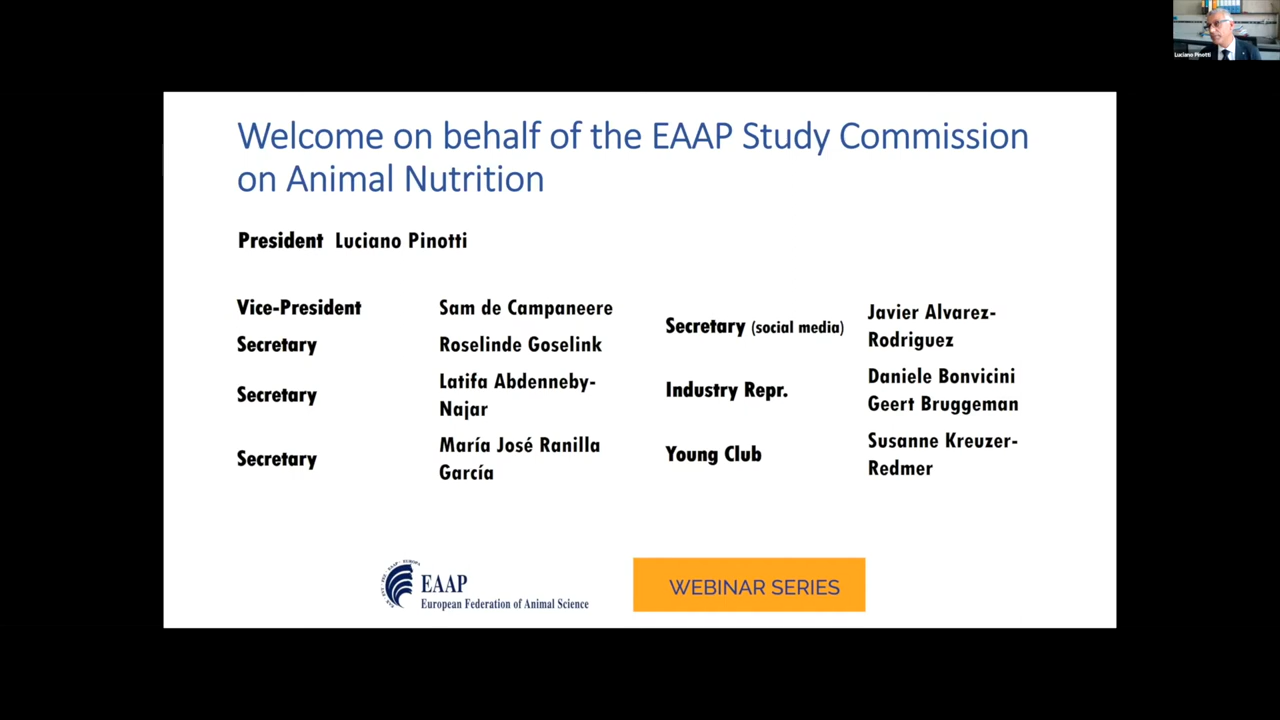 Luciano Pinotti
Welcome on behalf of the EAAP Study Commission
on Animal Nutrition
President Luciano Pinotti
Vice-President Sam de Campaneere
Secretary Roselinde Goselink
Secretary Latifa Abdenneby-
Najar
Secretary María José Ranilla
García
Secretary (social media) Javier Alvarez-
Rodriguez
Industry Repr. Daniele Bonvicini
Geert Bruggeman
Young Club Susanne Kreuzer-
Redmer
EAAP
European Federation of Animal Science
WEBINAR SERIES